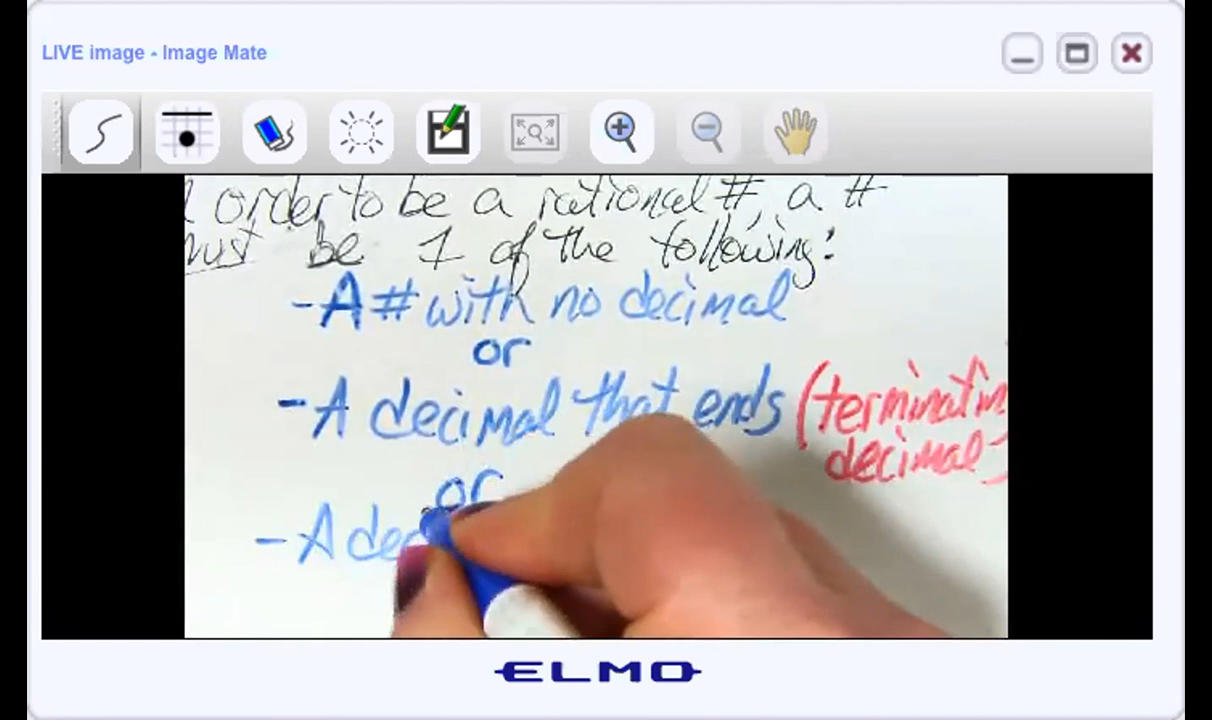 LIVE image - Image Mate
order to be a rational #, a #
must be 1 of the following:
-A # with no decimal
or
-A decimal that ends (terminatin
decimal
or
-A dec
ELMO